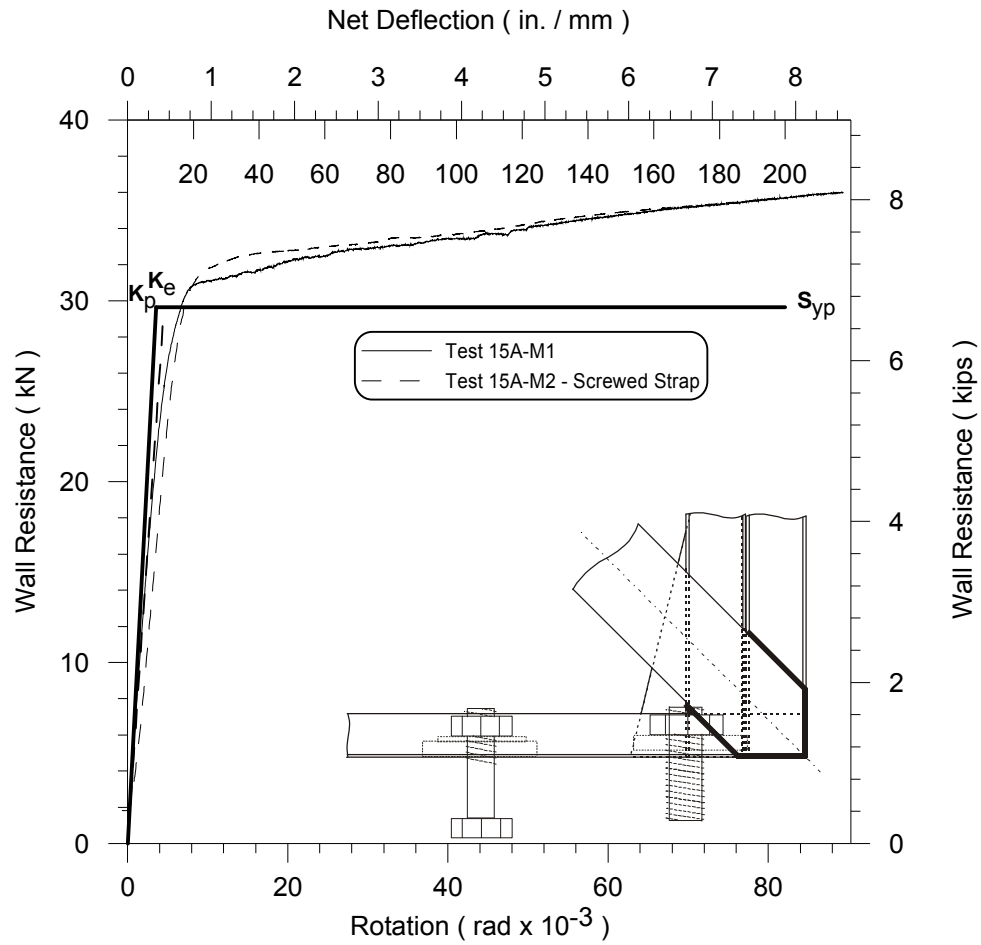 Net Deflection ( in. / mm )
0 1 2 3 4 5 6 7 8
40
20 40 60 80 100 120 140 160 180 200
8
Kp Ke
30
Syp
Test 15A-M1
6
Test 15A-M2 - Screwed Strap
Wall Resistance ( kN )
Wall Resistance ( kips )
20
4
10
2
0
0
0 20 40 60 80
Rotation ( rad x 10-3 )